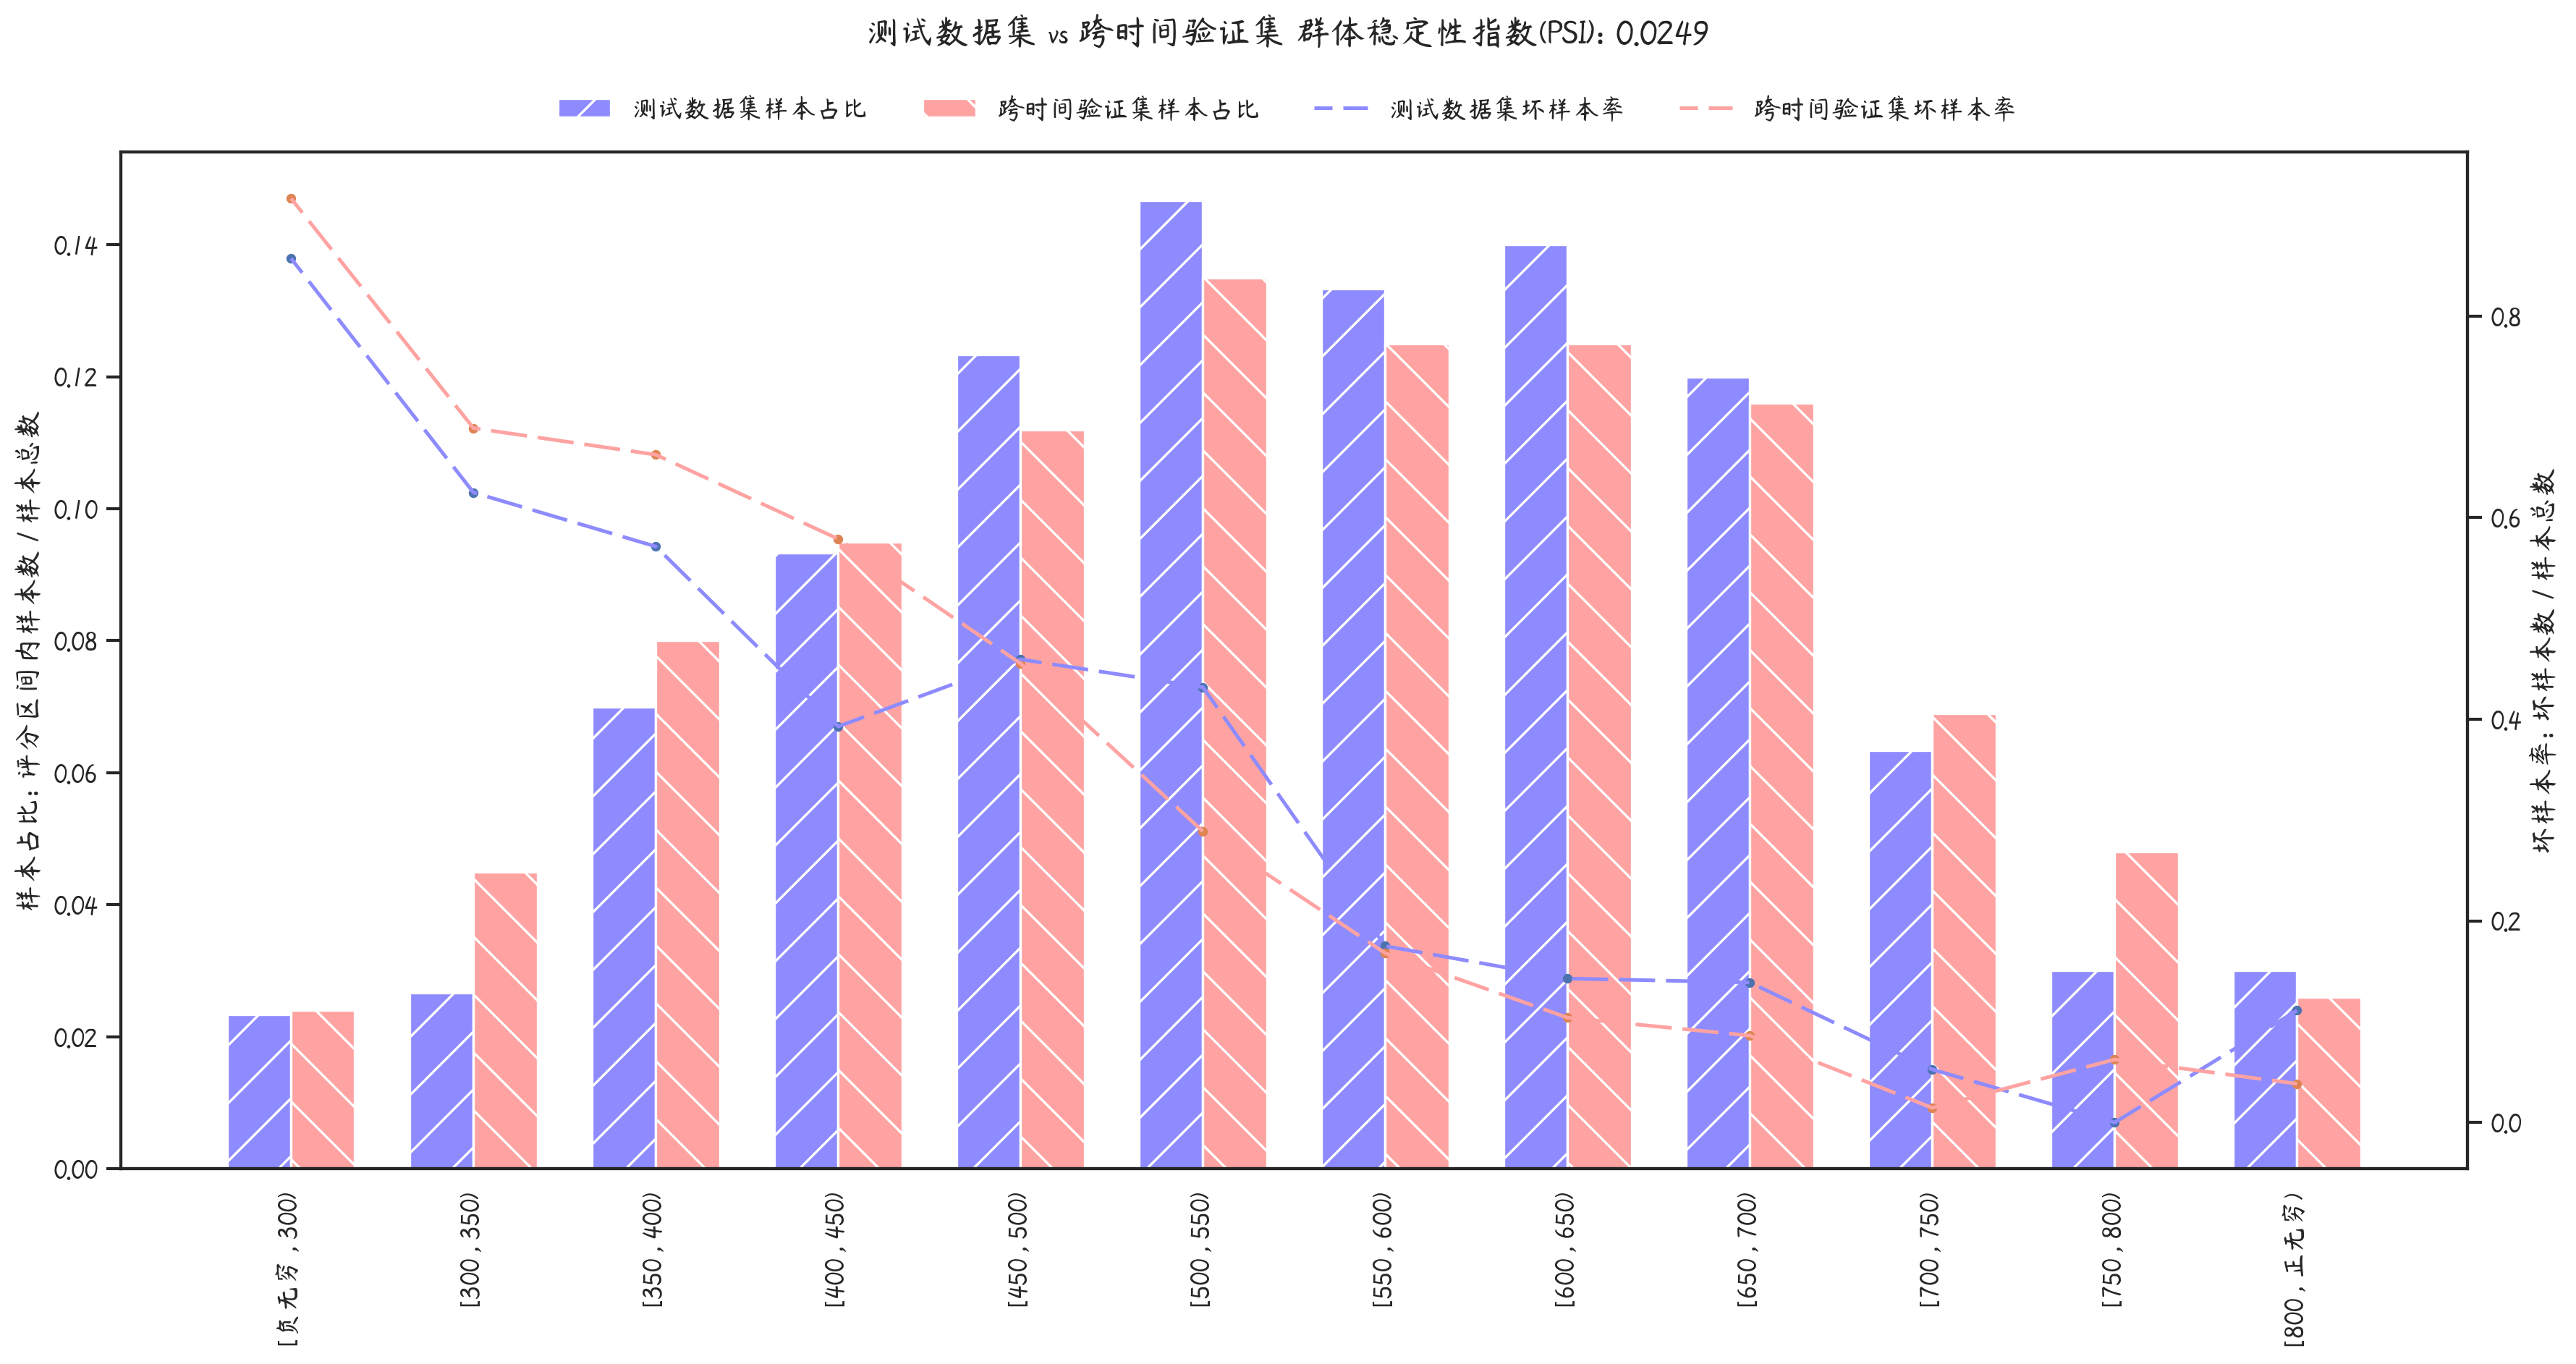 测试数据集 vs 跨时间验证集 群体稳定性指数(PSI): 0.0249
测试数据集样本占比 跨时间验证集样本占比 测试数据集坏样本率 跨时间验证集坏样本率
样本占比: 评分区间内样本数 / 样本总数
0.14
0.12
0.10
0.08
0.06
0.04
0.02
0.00
0.8
0.6
0.4
0.2
0.0
坏样本率: 坏样本数 / 样本总数
[负无穷 , 300)
[300 , 350)
[350 , 400)
[400 , 450)
[450 , 500)
[500 , 550)
[550 , 600)
[600 , 650)
[650 , 700)
[700 , 750)
[750 , 800)
[800 , 正无穷 )